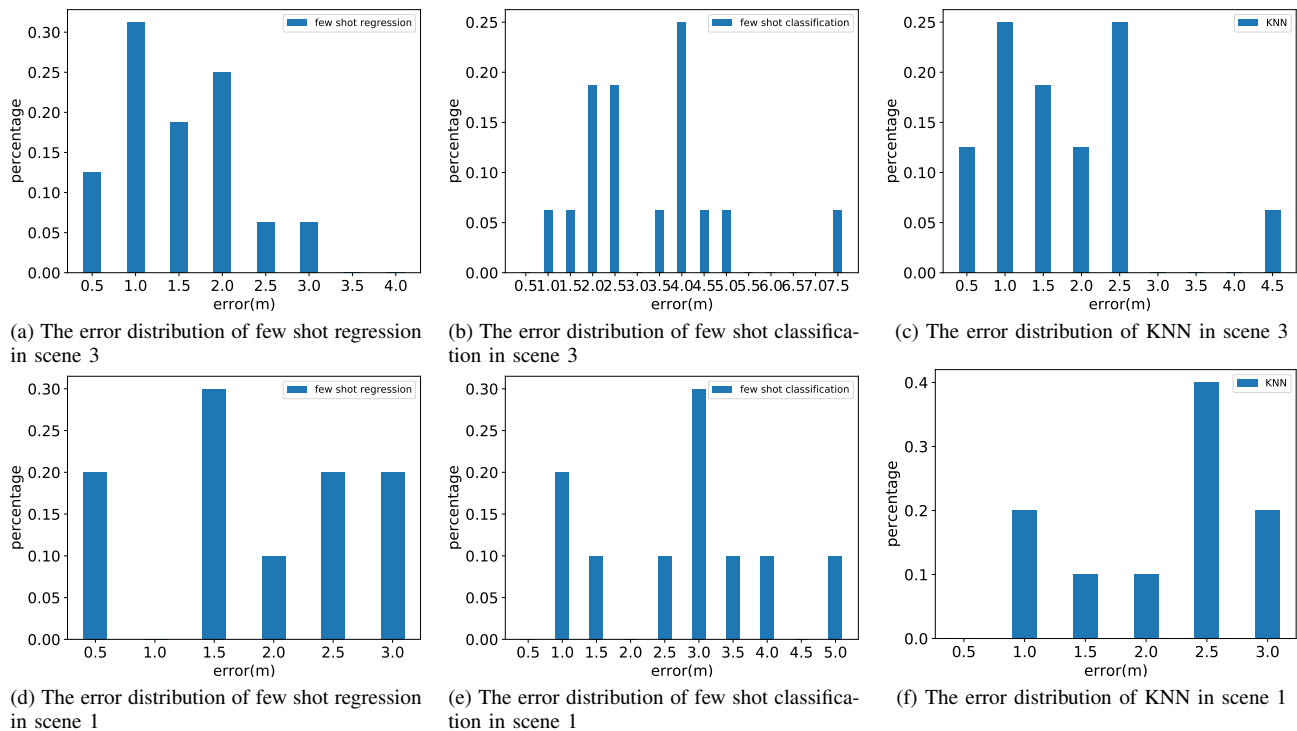 few shot regression
percentage
0.30
0.25
0.20
0.15
0.10
0.05
0.00
0.5 1.0 1.5 2.0 2.5 3.0 3.5 4.0
error(m)
(a) The error distribution of few shot regression
in scene 3
few shot classification
percentage
0.25
0.20
0.15
0.10
0.05
0.00
0.51.01.52.02.53.03.54.04.55.05.56.06.57.07.5
error(m)
(b) The error distribution of few shot classifica-
tion in scene 3
KNN
percentage
0.25
0.20
0.15
0.10
0.05
0.00
0.5 1.0 1.5 2.0 2.5 3.0 3.5 4.0 4.5
error(m)
(c) The error distribution of KNN in scene 3
few shot regression
percentage
0.30
0.25
0.20
0.15
0.10
0.05
0.00
0.5 1.0 1.5 2.0 2.5 3.0
error(m)
(d) The error distribution of few shot regression
in scene 1
few shot classification
percentage
0.30
0.25
0.20
0.15
0.10
0.05
0.00
0.5 1.0 1.5 2.0 2.5 3.0 3.5 4.0 4.5 5.0
error(m)
(e) The error distribution of few shot classifica-
tion in scene 1
KNN
percentage
0.4
0.3
0.2
0.1
0.0
0.5 1.0 1.5 2.0 2.5 3.0
error(m)
(f) The error distribution of KNN in scene 1